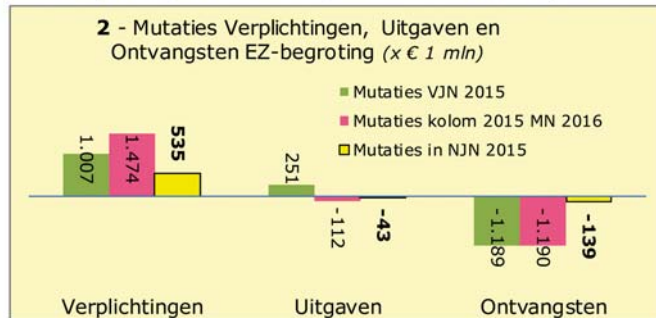 2 - Mutaties Verplichtingen, Uitgaven en
Ontvangsten EZ-begroting (x € 1 mln)
Mutaties VJN 2015
Mutaties kolom 2015 MN 2016
Mutaties in NJN 2015
1.007
1.474
535
251
-112
-43
-1.189
-1.190
-139
Verplichtingen
Uitgaven
Ontvangsten